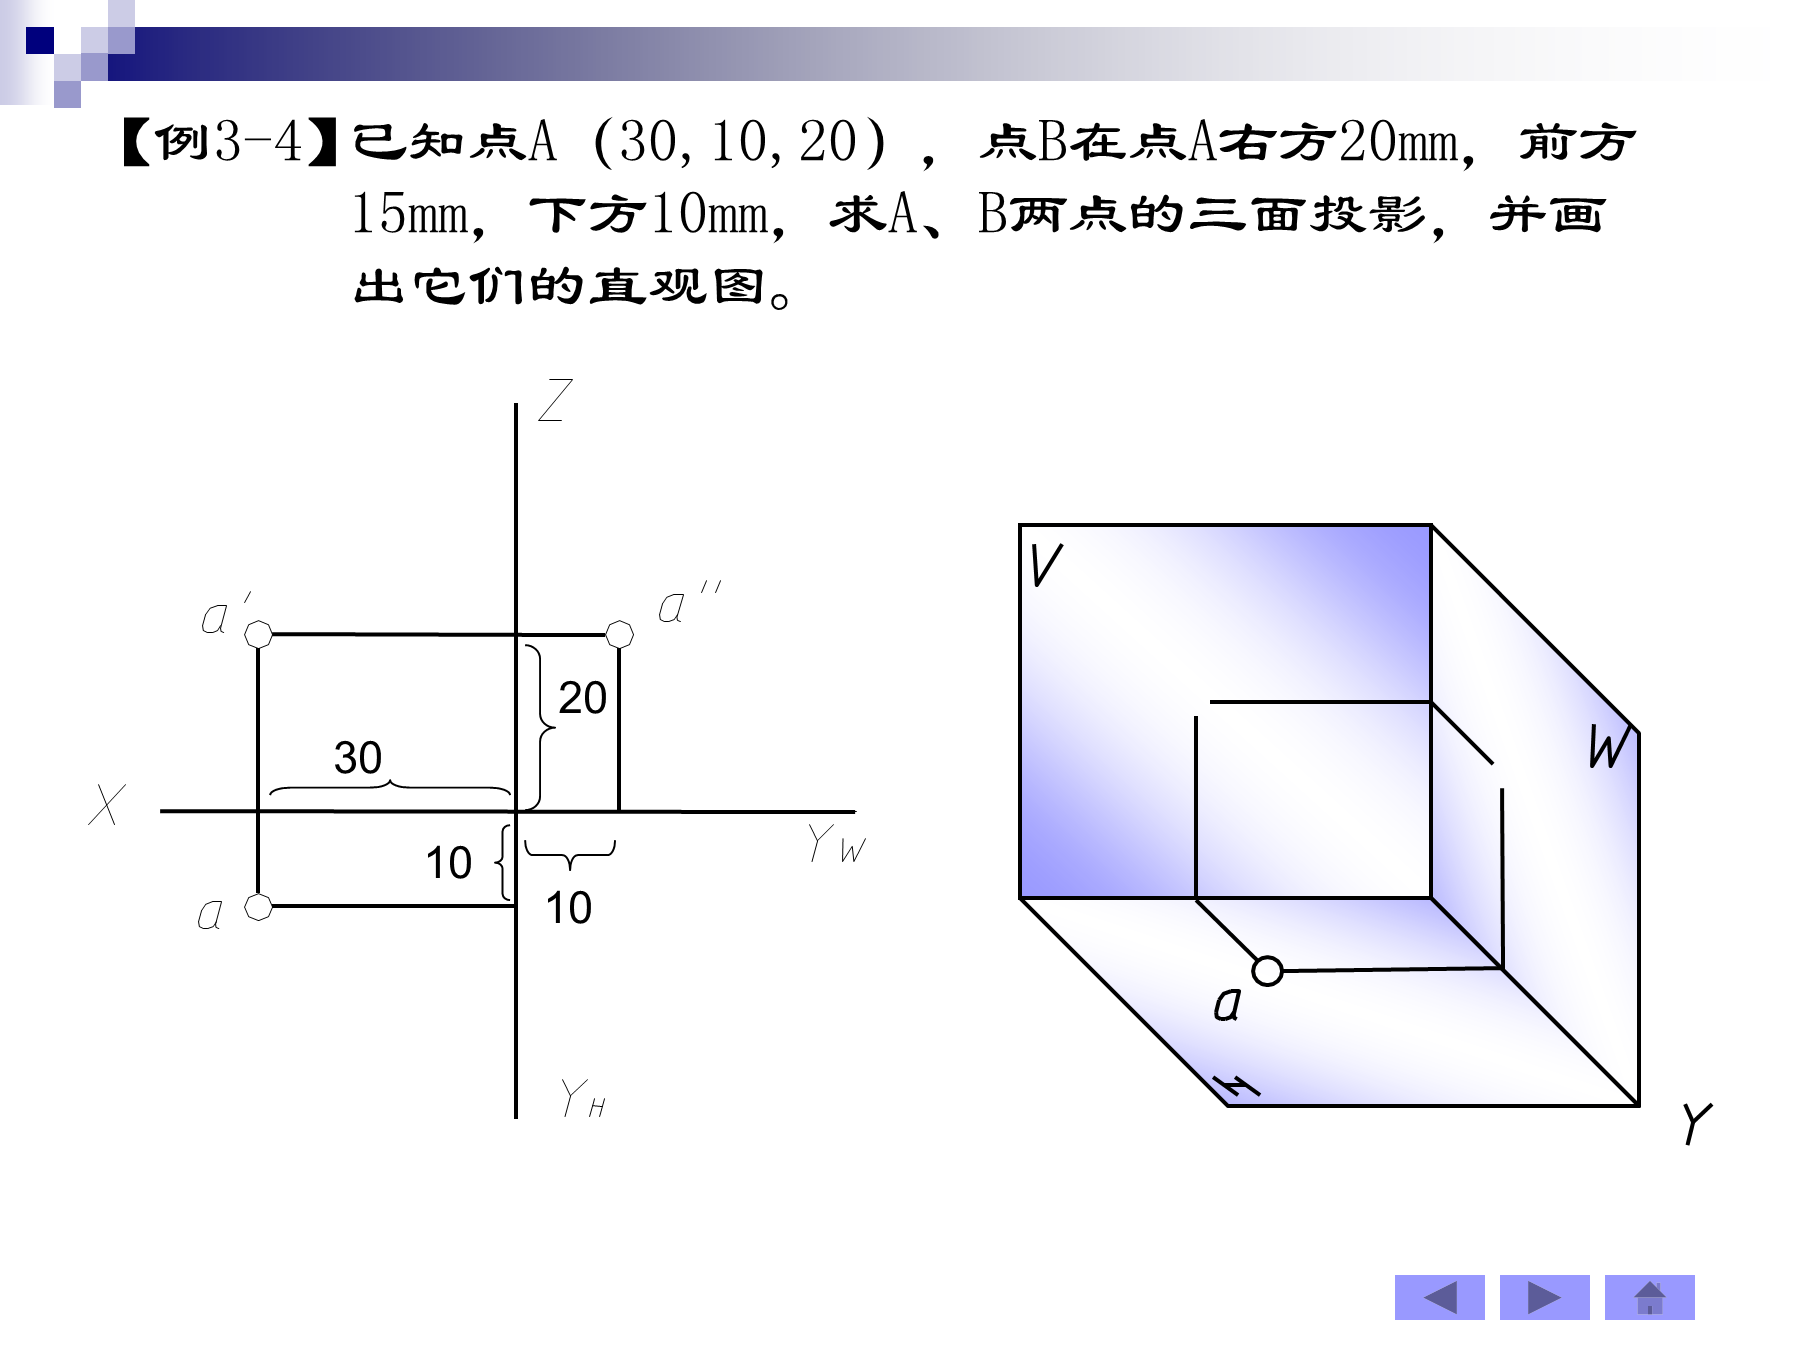 【例3-4】已知点A（30,10,20），点B在点A右方20mm，前方
15mm，下方10mm，求A、B两点的三面投影，并画
出它们的直观图。
Z
a′
a″
20
30
X
YW
10
10
a
YH
V
W
a
H
Y